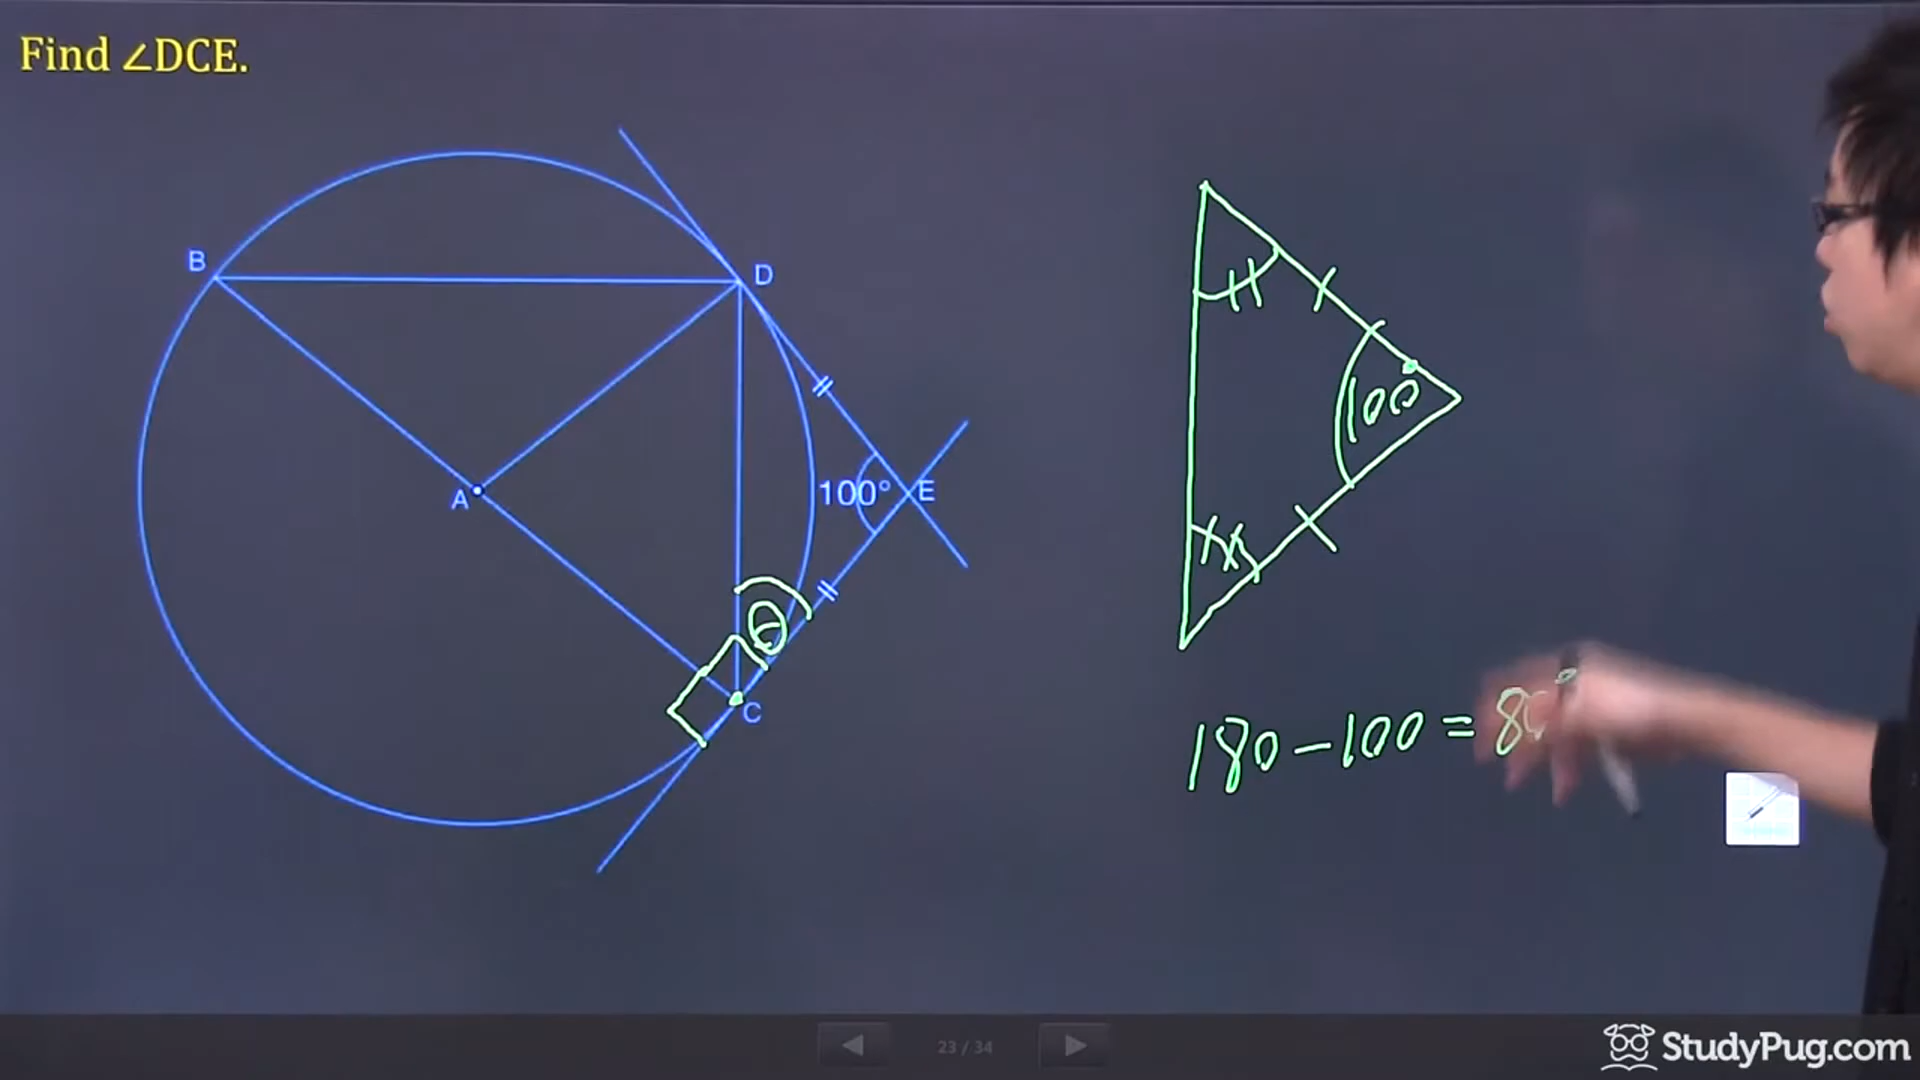 Find ∠DCE.
B
D
100
A
100°
E
θ
C
180-100=80°
23 / 34
StudyPug.com